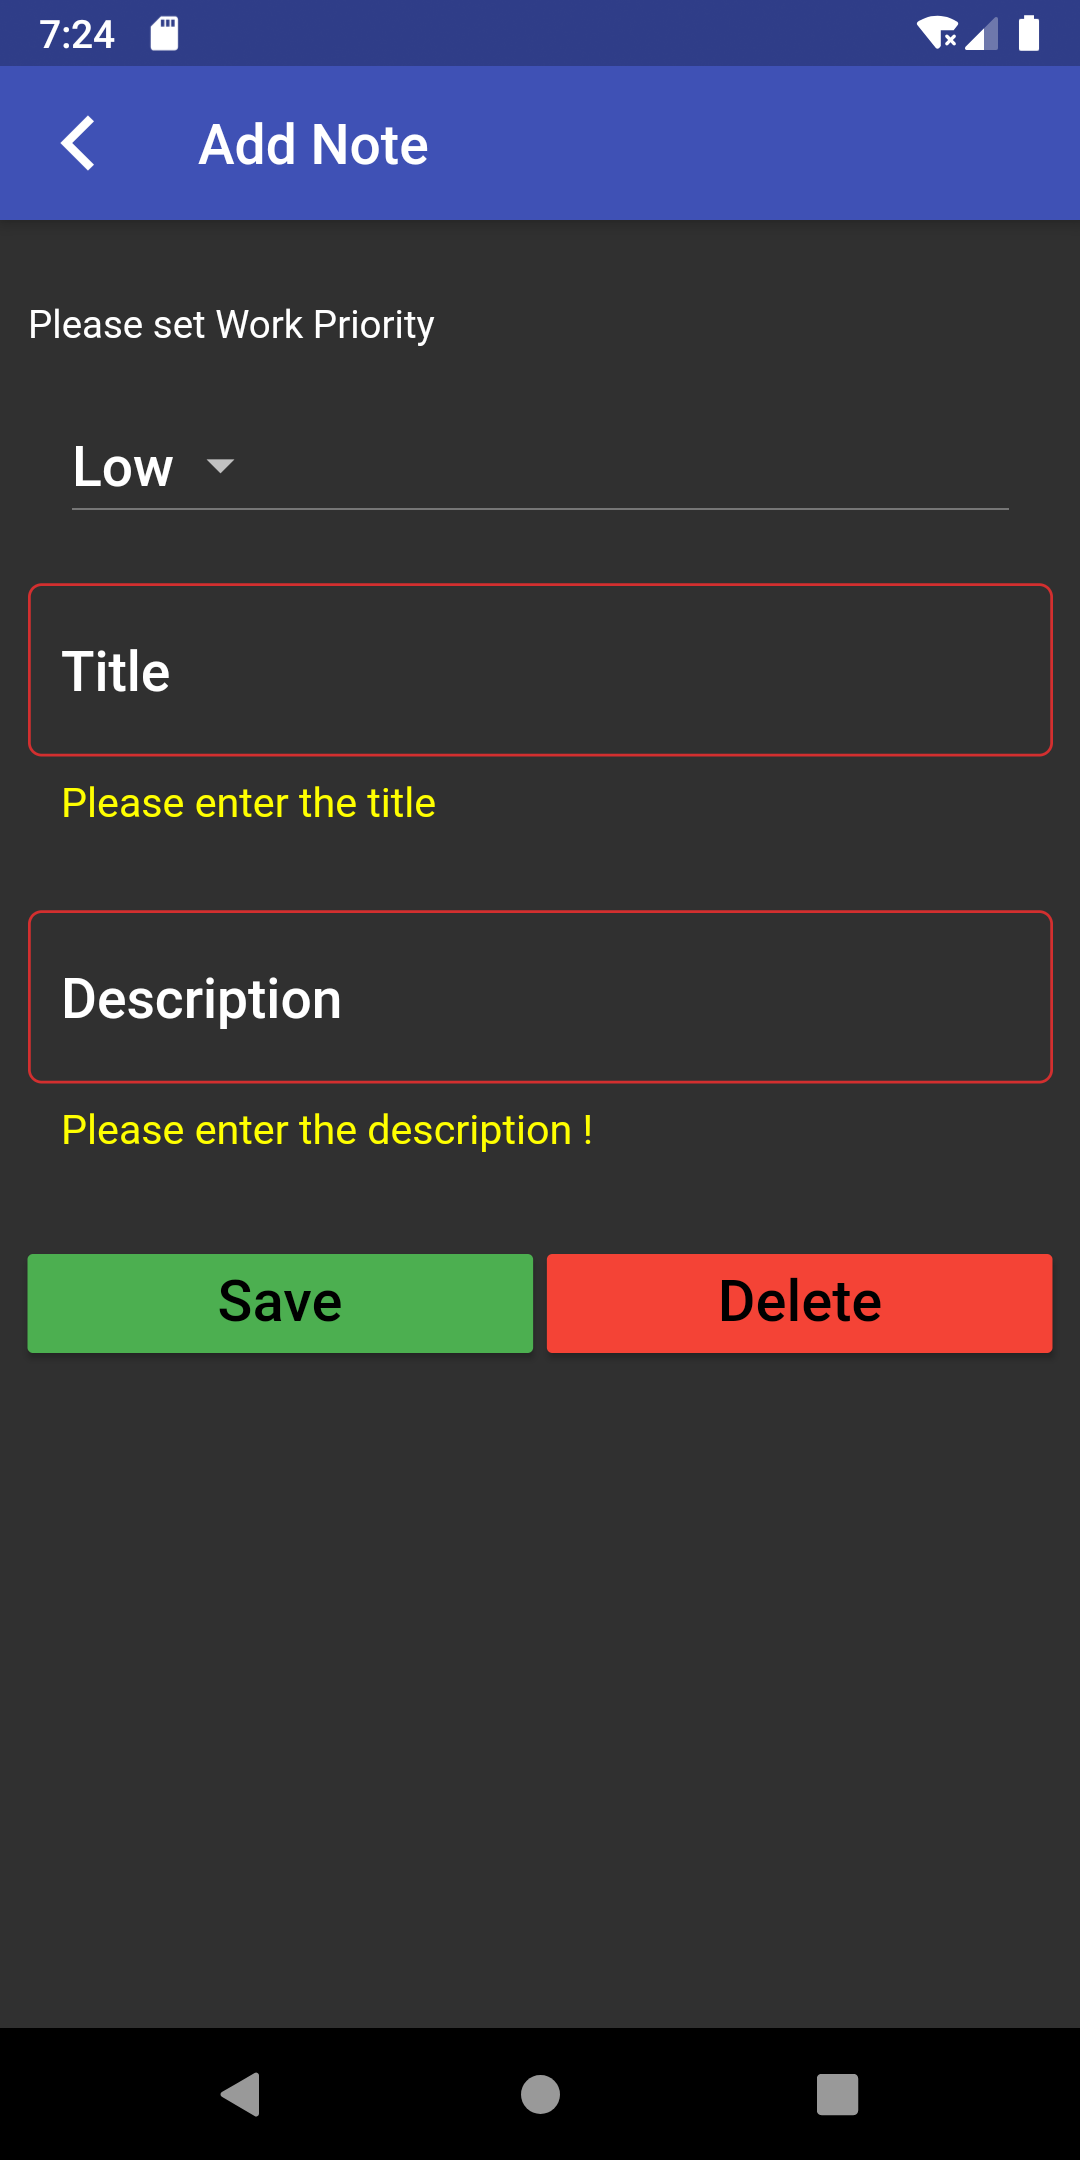 7:24
Add Note
Please set Work Priority
Low
Title
Please enter the title
Description
Please enter the description !
Save
Delete